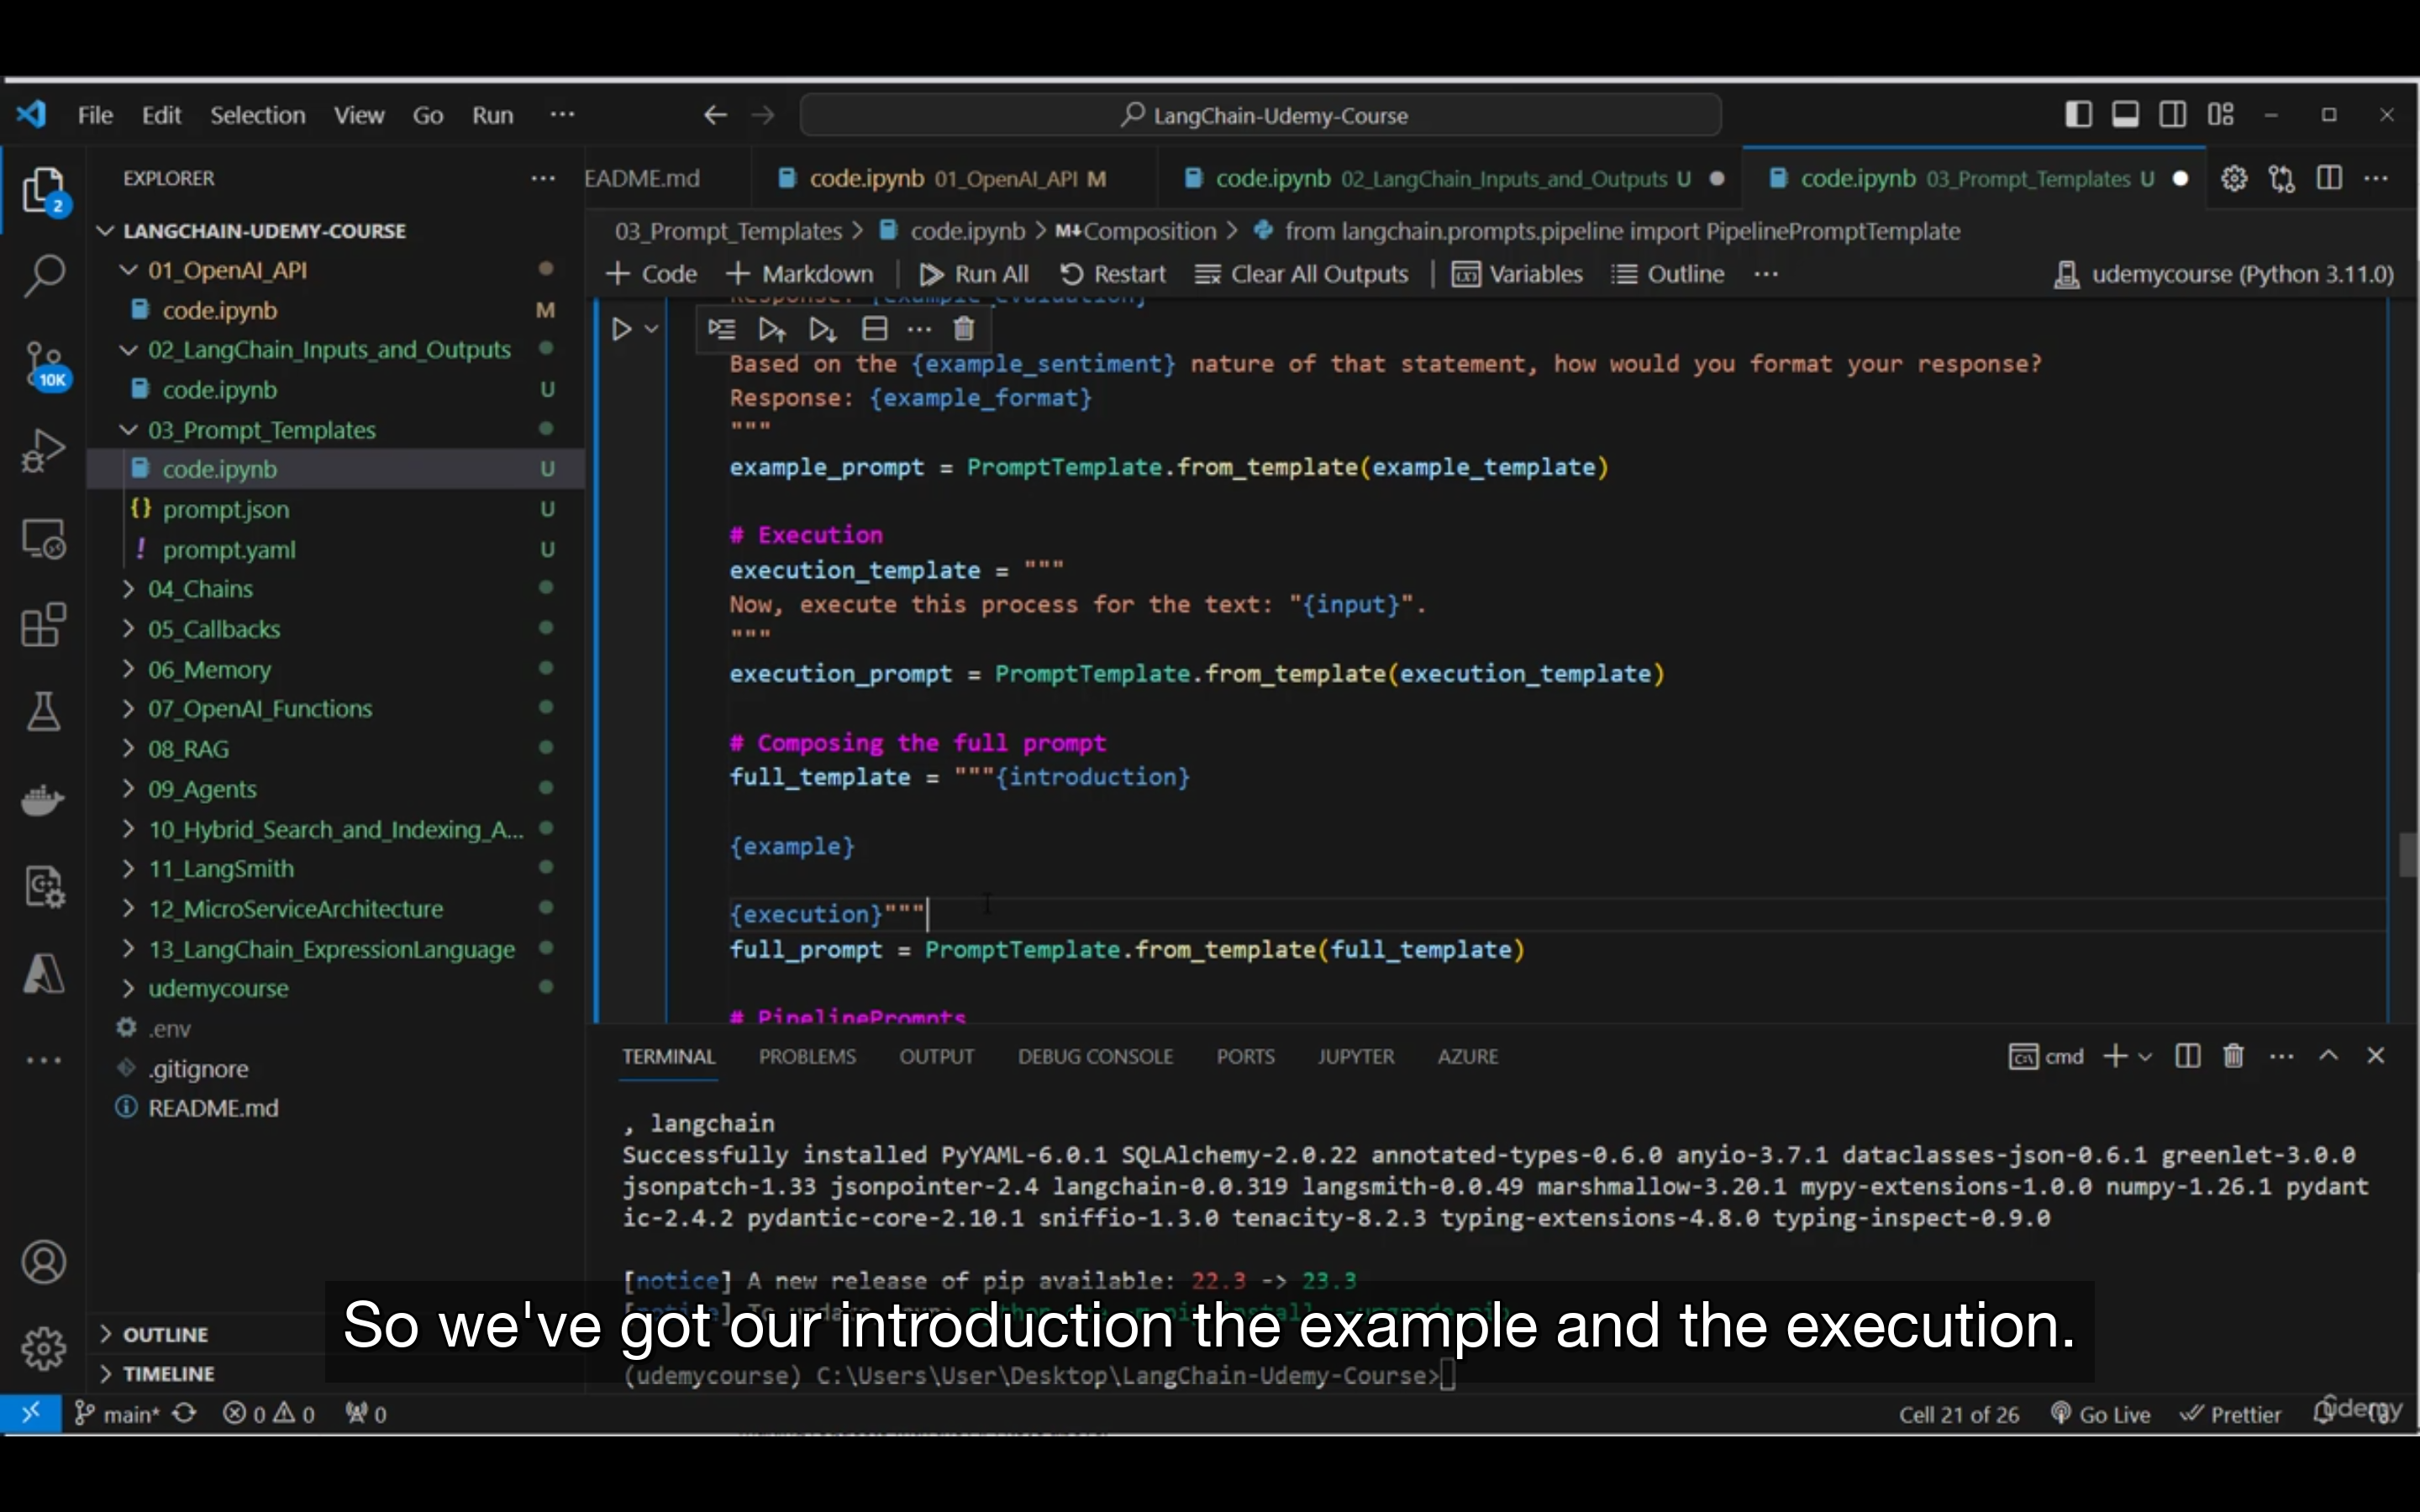 File Edit Selection View Go Run ... LangChain-Udemy-Course
EXPLORER
EADME.md code.ipynb 01_OpenAI_API M code.ipynb 02_LangChain_Inputs_and_Outputs U code.ipynb 03_Prompt_Templates U
2
LANGCHAIN-UDEMY-COURSE
01_OpenAI_API
code.ipynb M
02_LangChain_Inputs_and_Outputs
10K
code.ipynb U
03_Prompt_Templates
code.ipynb U
prompt.json U
prompt.yaml U
04_Chains
05_Callbacks
06_Memory
07_OpenAI_Functions
08_RAG
09_Agents
10_Hybrid_Search_and_Indexing_A...
11_LangSmith
12_MicroServiceArchitecture
13_LangChain_ExpressionLanguage
udemycourse
.env
.gitignore
README.md
OUTLINE
TIMELINE
03_Prompt_Templates > code.ipynb > M↓Composition > from langchain.prompts.pipeline import PipelinePromptTemplate
+ Code + Markdown Run All Restart Clear All Outputs Variables Outline ... udemycourse (Python 3.11.0)
Response: {example_evaluation}
Based on the {example_sentiment} nature of that statement, how would you format your response?
Response: {example_format}
"""
example_prompt = PromptTemplate.from_template(example_template)
# Execution
execution_template = """
Now, execute this process for the text: "{input}".
"""
execution_prompt = PromptTemplate.from_template(execution_template)
# Composing the full prompt
full_template = """{introduction}
{example}
{execution}"""
full_prompt = PromptTemplate.from_template(full_template)
# PipelinePrompts
TERMINAL PROBLEMS OUTPUT DEBUG CONSOLE PORTS JUPYTER AZURE cmd
, langchain
Successfully installed PyYAML-6.0.1 SQLAlchemy-2.0.22 annotated-types-0.6.0 anyio-3.7.1 dataclasses-json-0.6.1 greenlet-3.0.0
jsonpatch-1.33 jsonpointer-2.4 langchain-0.0.319 langsmith-0.0.49 marshmallow-3.20.1 mypy-extensions-1.0.0 numpy-1.26.1 pydant
ic-2.4.2 pydantic-core-2.10.1 sniffio-1.3.0 tenacity-8.2.3 typing-extensions-4.8.0 typing-inspect-0.9.0
[notice] A new release of pip available: 22.3 -> 23.3
So we've got our introduction the example and the execution.
(udemycourse) C:\Users\User\Desktop\LangChain-Udemy-Course>
main* 0 0 0 Cell 21 of 26 Go Live Prettier
ûdemy